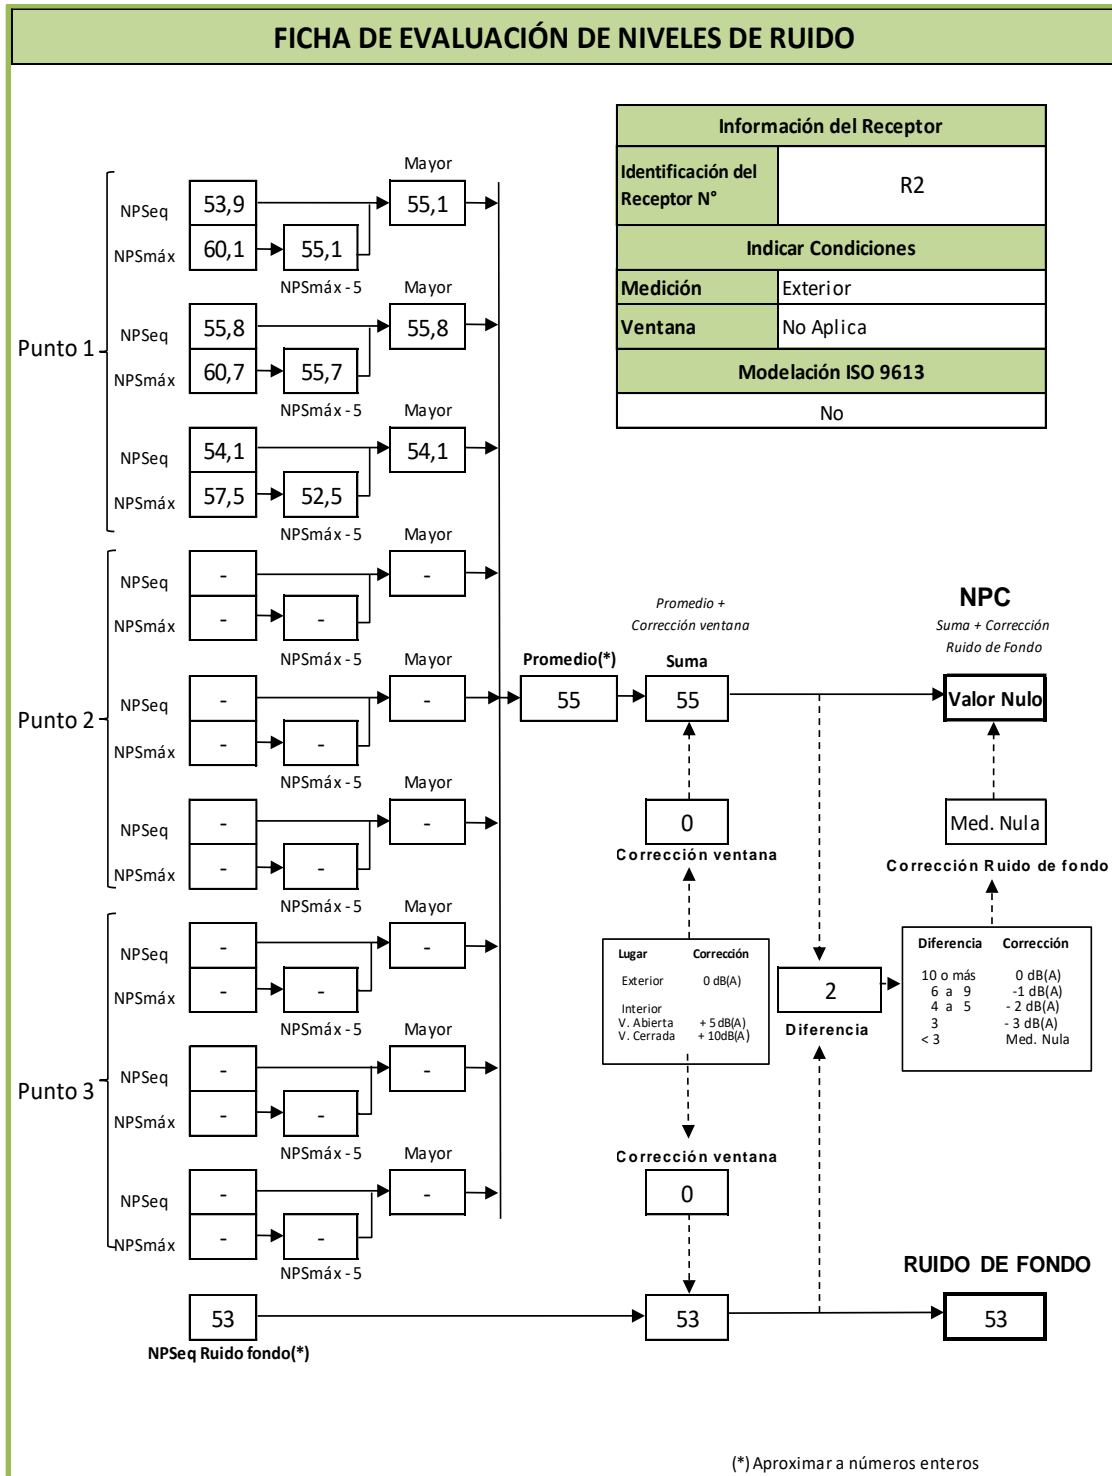 FICHA DE EVALUACIÓN DE NIVELES DE RUIDO
Información del Receptor
Identificación del Receptor N°
R2
Indicar Condiciones
Medición
Exterior
Ventana
No Aplica
Modelación ISO 9613
No
Punto 1
Mayor
NPSeq
53,9
55,1
NPSmáx
60,1
55,1
NPSmáx - 5
Mayor
NPSeq
55,8
55,8
NPSmáx
60,7
55,7
NPSmáx - 5
Mayor
NPSeq
54,1
54,1
NPSmáx
57,5
52,5
NPSmáx - 5
Punto 2
Mayor
NPSeq
-
-
NPSmáx
-
-
NPSmáx - 5
Mayor
NPSeq
-
-
NPSmáx
-
-
NPSmáx - 5
Mayor
NPSeq
-
-
NPSmáx
-
-
NPSmáx - 5
Punto 3
Mayor
NPSeq
-
-
NPSmáx
-
-
NPSmáx - 5
Mayor
NPSeq
-
-
NPSmáx
-
-
NPSmáx - 5
Mayor
NPSeq
-
-
NPSmáx
-
-
NPSmáx - 5
53
NPSeq Ruido fondo(*)
Promedio(*)
55
Promedio +
Corrección ventana
Suma
55
0
Corrección ventana
Lugar Corrección
Exterior 0 dB(A)
Interior
V. Abierta + 5 dB(A)
V. Cerrada + 10dB(A)
Corrección ventana
0
53
2
Diferencia
NPC
Suma + Corrección
Ruido de Fondo
Valor Nulo
Med. Nula
Corrección Ruido de fondo
Diferencia Corrección
10 o más 0 dB(A)
6 a 9 -1 dB(A)
4 a 5 - 2 dB(A)
3 - 3 dB(A)
< 3 Med. Nula
RUIDO DE FONDO
53
(*) Aproximar a números enteros